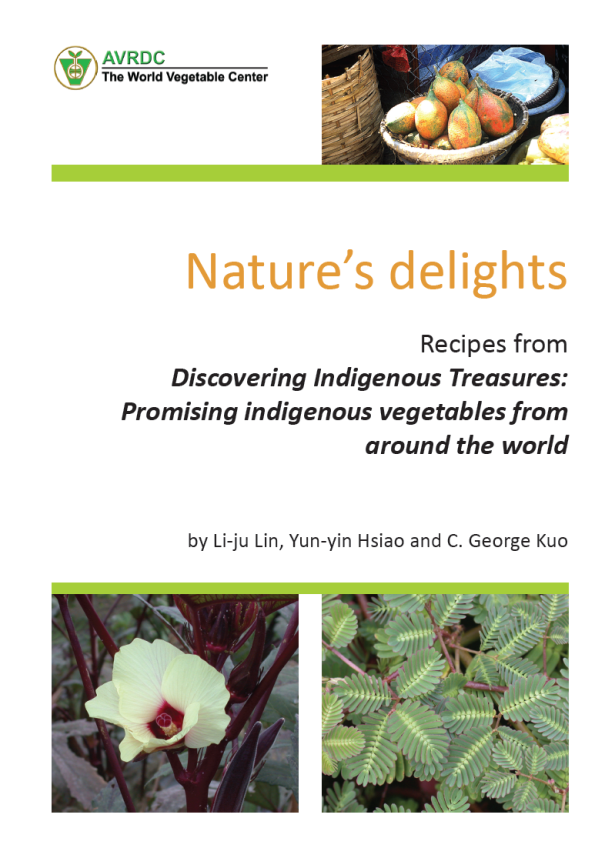 AVRDC
The World Vegetable Center
Nature’s delights
Recipes from
Discovering Indigenous Treasures:
Promising indigenous vegetables from
around the world
by Li-ju Lin, Yun-yin Hsiao and C. George Kuo